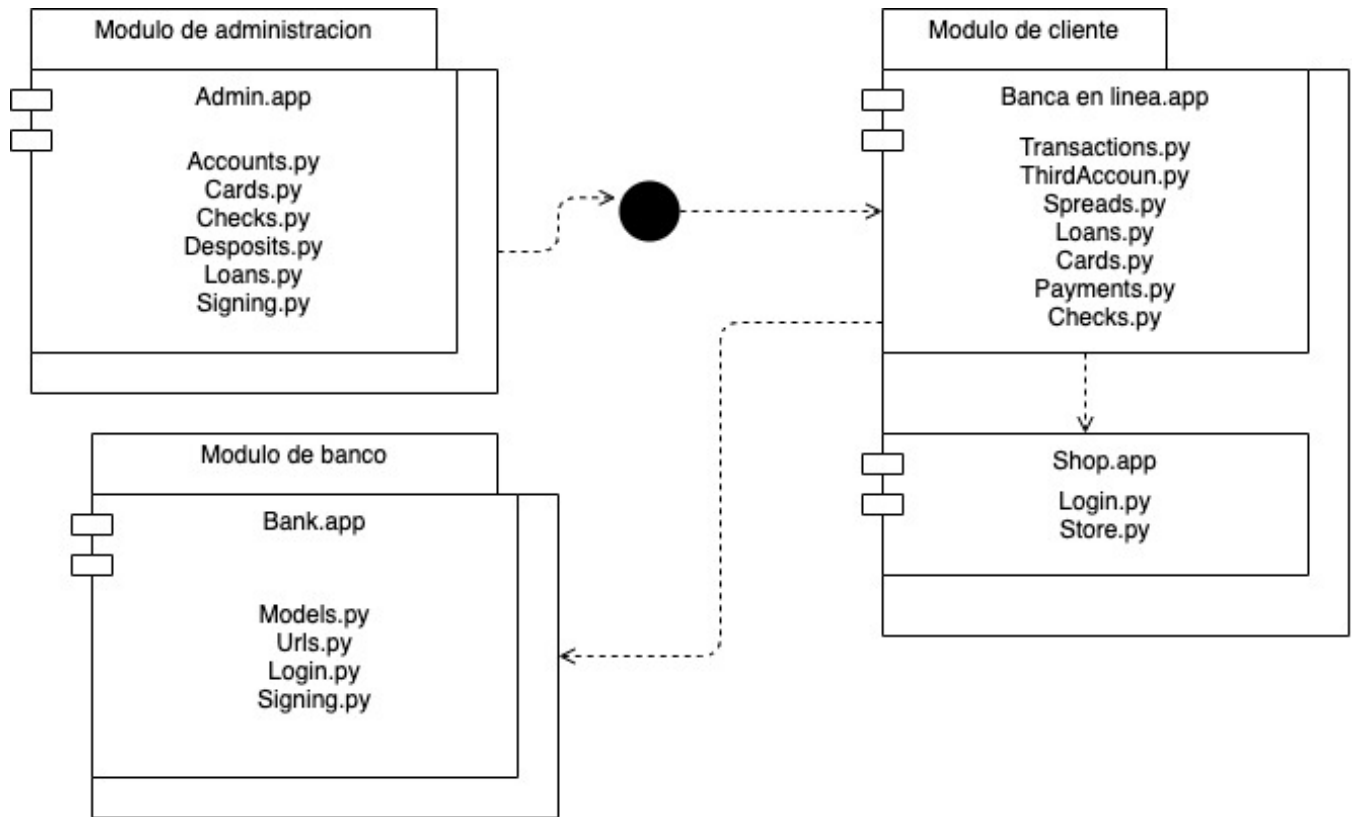 Modulo de administracion
Admin.app
Accounts.py
Cards.py
Checks.py
Desposits.py
Loans.py
Signing.py
Modulo de cliente
Banca en linea.app
Transactions.py
ThirdAccoun.py
Spreads.py
Loans.py
Cards.py
Payments.py
Checks.py
Shop.app
Login.py
Store.py
Modulo de banco
Bank.app
Models.py
Urls.py
Login.py
Signing.py